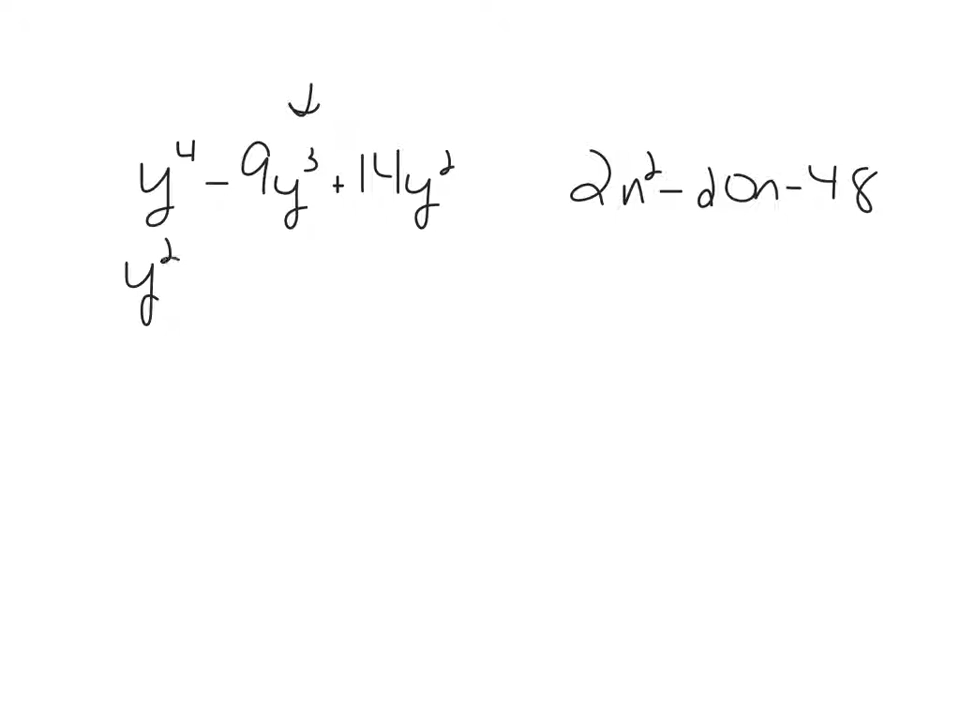 ↓
y⁴ - 9y³ + 14y² 2n² - 20n - 48
y²